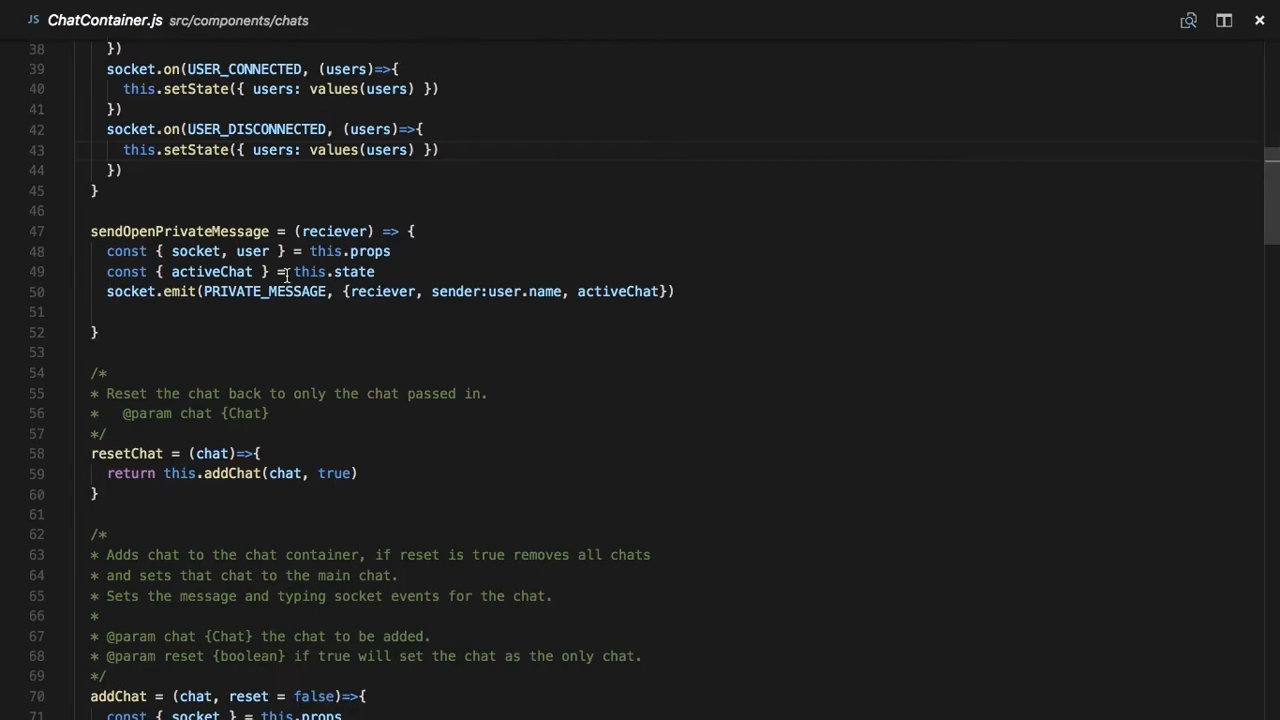 JS ChatContainer.js src/components/chats
38 })
39 socket.on(USER_CONNECTED, (users)=>{
40 this.setState({ users: values(users) })
41 })
42 socket.on(USER_DISCONNECTED, (users)=>{
43 this.setState({ users: values(users) })
44 })
45 }
46
47 sendOpenPrivateMessage = (reciever) => {
48 const { socket, user } = this.props
49 const { activeChat } = this.state
50 socket.emit(PRIVATE_MESSAGE, {reciever, sender:user.name, activeChat})
51
52 }
53
54 /*
55 * Reset the chat back to only the chat passed in.
56 * @param chat {Chat}
57 */
58 resetChat = (chat)=>{
59 return this.addChat(chat, true)
60 }
61
62 /*
63 * Adds chat to the chat container, if reset is true removes all chats
64 * and sets that chat to the main chat.
65 * Sets the message and typing socket events for the chat.
66 *
67 * @param chat {Chat} the chat to be added.
68 * @param reset {boolean} if true will set the chat as the only chat.
69 */
70 addChat = (chat, reset = false)=>{
71 const { socket } = this.props